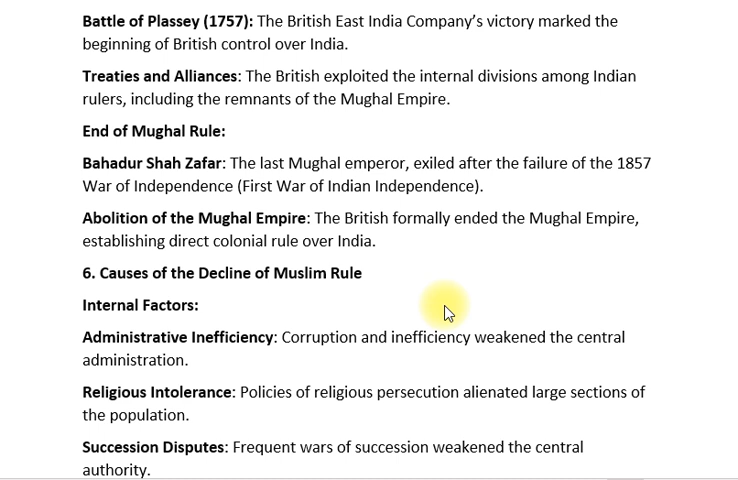 Battle of Plassey (1757): The British East India Company’s victory marked the
beginning of British control over India.
Treaties and Alliances: The British exploited the internal divisions among Indian
rulers, including the remnants of the Mughal Empire.
End of Mughal Rule:
Bahadur Shah Zafar: The last Mughal emperor, exiled after the failure of the 1857
War of Independence (First War of Indian Independence).
Abolition of the Mughal Empire: The British formally ended the Mughal Empire,
establishing direct colonial rule over India.
6. Causes of the Decline of Muslim Rule
Internal Factors:
Administrative Inefficiency: Corruption and inefficiency weakened the central
administration.
Religious Intolerance: Policies of religious persecution alienated large sections of
the population.
Succession Disputes: Frequent wars of succession weakened the central
authority.